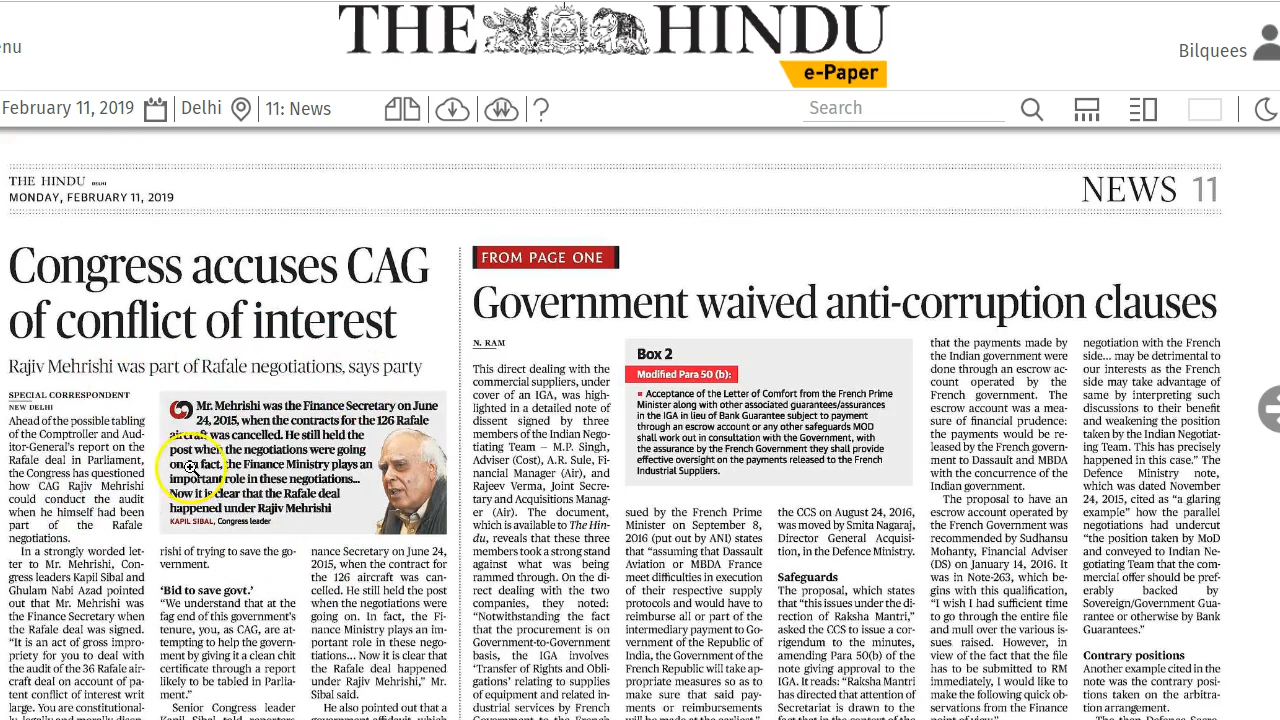 THE HINDU
e-Paper
enu
Bilquees
February 11, 2019
Delhi
11: News
Search
THE HINDU DELHI
MONDAY, FEBRUARY 11, 2019
NEWS 11
Congress accuses CAG
of conflict of interest
Rajiv Mehrishi was part of Rafale negotiations, says party
SPECIAL CORRESPONDENT
NEW DELHI
Ahead of the possible tabling
of the Comptroller and Aud-
itor-General's report on the
Rafale deal in Parliament,
the Congress has questioned
how CAG Rajiv Mehrishi
could conduct the audit
when he himself had been
part of the Rafale
negotiations.
In a strongly worded let-
ter to Mr. Mehrishi, Con-
gress leaders Kapil Sibal and
Ghulam Nabi Azad pointed
out that Mr. Mehrishi was
the Finance Secretary when
the Rafale deal was signed.
"It is an act of gross impro-
priety for you to deal with
the audit of the 36 Rafale air-
craft deal on account of pa-
tent conflict of interest writ
large. You are constitutional-
Mr. Mehrishi was the Finance Secretary on June
24, 2015, when the contracts for the 126 Rafale
aircraft was cancelled. He still held the
post when the negotiations were going
on. In fact, the Finance Ministry plays an
important role in these negotiations...
Now it is clear that the Rafale deal
happened under Rajiv Mehrishi
KAPIL SIBAL, Congress leader
rishi of trying to save the go-
vernment.
'Bid to save govt.'
"We understand that at the
fag end of this government's
tenure, you, as CAG, are at-
tempting to help the govern-
ment by giving it a clean chit
certificate through a report
likely to be tabled in Parlia-
ment."
Senior Congress leader
Kapil Sibal told reporters
nance Secretary on June 24,
2015, when the contract for
the 126 aircraft was can-
celled. He still held the post
when the negotiations were
going on. In fact, the Fi-
nance Ministry plays an im-
portant role in these nego-
tiations... Now it is clear that
the Rafale deal happened
under Rajiv Mehrishi," Mr.
Sibal said.
He also pointed out that a
FROM PAGE ONE
Government waived anti-corruption clauses
N. RAM
This direct dealing with the
commercial suppliers, under
cover of an IGA, was high-
lighted in a detailed note of
dissent signed by three
members of the Indian Nego-
tiating Team – M.P. Singh,
Adviser (Cost), A.R. Sule, Fi-
nancial Manager (Air), and
Rajeev Verma, Joint Secre-
tary and Acquisitions Manag-
er (Air). The document,
which is available to The Hin-
du, reveals that these three
members took a strong stand
against what was being
rammed through. On the di-
rect dealing with the two
companies, they noted:
"Notwithstanding the fact
that the procurement is on
Government-to-Government
basis, the IGA involves
'Transfer of Rights and Obli-
gations' relating to supplies
of equipment and related in-
dustrial services by French
Box 2
Modified Para 50 (b):
Acceptance of the Letter of Comfort from the French Prime
Minister along with other associated guarantees/assurances
in the IGA in lieu of Bank Guarantee subject to payment
through an escrow account or any other safeguards MOD
shall work out in consultation with the Government, with
the assurance by the French Government they shall provide
effective oversight on the payments released to the French
Industrial Suppliers.
sued by the French Prime
Minister on September 8,
2016 (put out by ANI) states
that "assuming that Dassault
Aviation or MBDA France
meet difficulties in execution
of their respective supply
protocols and would have to
reimburse all or part of the
intermediary payment to Go-
vernment of the Republic of
India, the Government of the
French Republic will take ap-
propriate measures so as to
make sure that said pay-
ments or reimbursements
the CCS on August 24, 2016,
was moved by Smita Nagaraj,
Director General Acquisi-
tion, in the Defence Ministry.
Safeguards
The proposal, which states
that "this issues under the di-
rection of Raksha Mantri,"
asked the CCS to issue a cor-
rigendum to the minutes,
amending Para 50(b) of the
note giving approval to the
IGA. It reads: "Raksha Mantri
has directed that attention of
Secretariat is drawn to the
that the payments made by
the Indian government were
done through an escrow ac-
count operated by the
French government. The
escrow account was a mea-
sure of financial prudence:
the payments would be re-
leased by the French govern-
ment to Dassault and MBDA
with the concurrence of the
Indian government.
The proposal to have an
escrow account operated by
the French Government was
recommended by Sudhansu
Mohanty, Financial Adviser
(DS) on January 14, 2016. It
was in Note-263, which be-
gins with this qualification,
"I wish I had sufficient time
to go through the entire file
and mull over the various is-
sues raised. However, in
view of the fact that the file
has to be submitted to RM
immediately, I would like to
make the following quick ob-
servations from the Finance
negotiation with the French
side... may be detrimental to
our interests as the French
side may take advantage of
same by interpreting such
discussions to their benefit
and weakening the position
taken by the Indian Negotiat-
ing Team. This has precisely
happened in this case." The
Defence Ministry note,
which was dated November
24, 2015, cited as "a glaring
example" how the parallel
negotiations had undercut
"the position taken by MoD
and conveyed to Indian Ne-
gotiating Team that the com-
mercial offer should be pref-
erably backed by
Sovereign/Government Gua-
rantee or otherwise by Bank
Guarantees."
Contrary positions
Another example cited in the
note was the contrary posi-
tions taken on the arbitra-